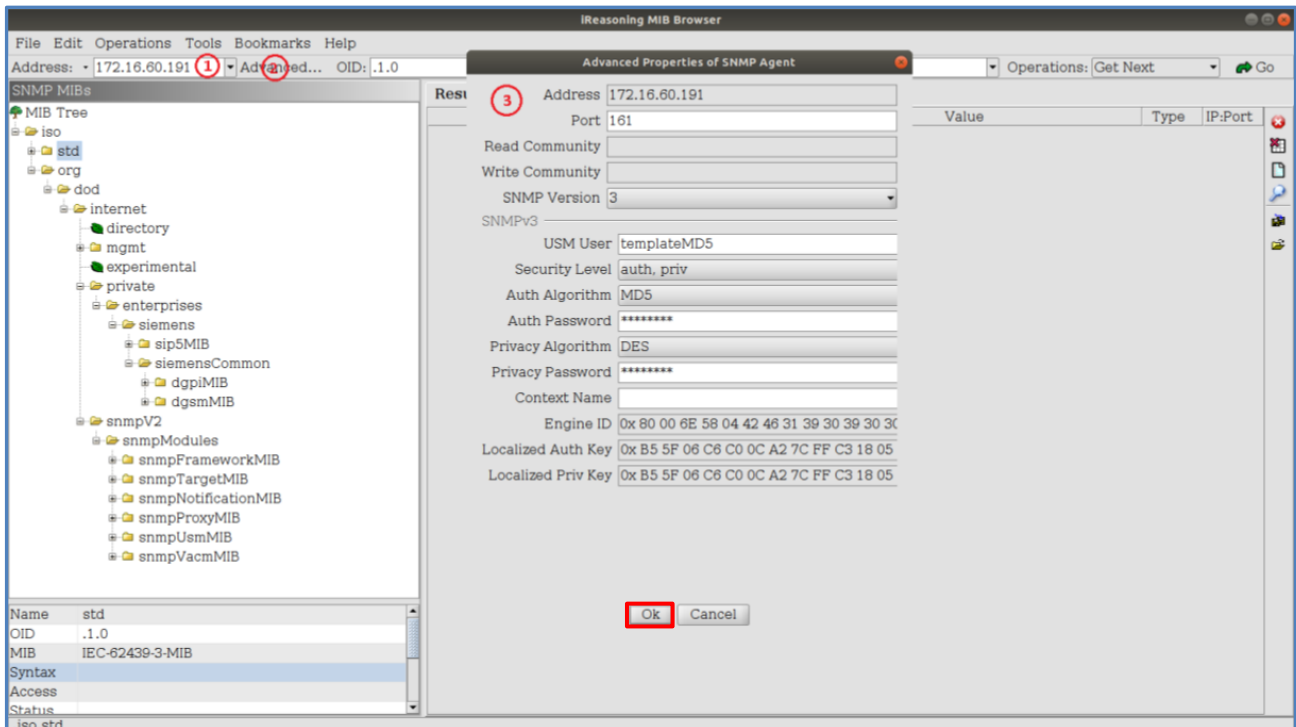 iReasoning MIB Browser
File Edit Operations Tools Bookmarks Help
Address: 172.16.60.191 1 Advanced... 2 OID: .1.0 Operations: Get Next Go
SNMP MIBs
MIB Tree
iso
std
org
dod
internet
directory
mgmt
experimental
private
enterprises
siemens
sip5MIB
siemensCommon
dgpiMIB
dgsmMIB
snmpV2
snmpModules
snmpFrameworkMIB
snmpTargetMIB
snmpNotificationMIB
snmpProxyMIB
snmpUsmMIB
snmpVacmMIB
Name std
OID .1.0
MIB IEC-62439-3-MIB
Syntax
Access
Status
.iso.std
Value Type IP:Port
Advanced Properties of SNMP Agent
3
Address 172.16.60.191
Port 161
Read Community
Write Community
SNMP Version 3
SNMPv3
USM User templateMD5
Security Level auth, priv
Auth Algorithm MD5
Auth Password ********
Privacy Algorithm DES
Privacy Password ********
Context Name
Engine ID 0x 80 00 6E 58 04 42 46 31 39 30 39 30 30
Localized Auth Key 0x B5 5F 06 C6 C0 0C A2 7C FF C3 18 05
Localized Priv Key 0x B5 5F 06 C6 C0 0C A2 7C FF C3 18 05
Ok Cancel